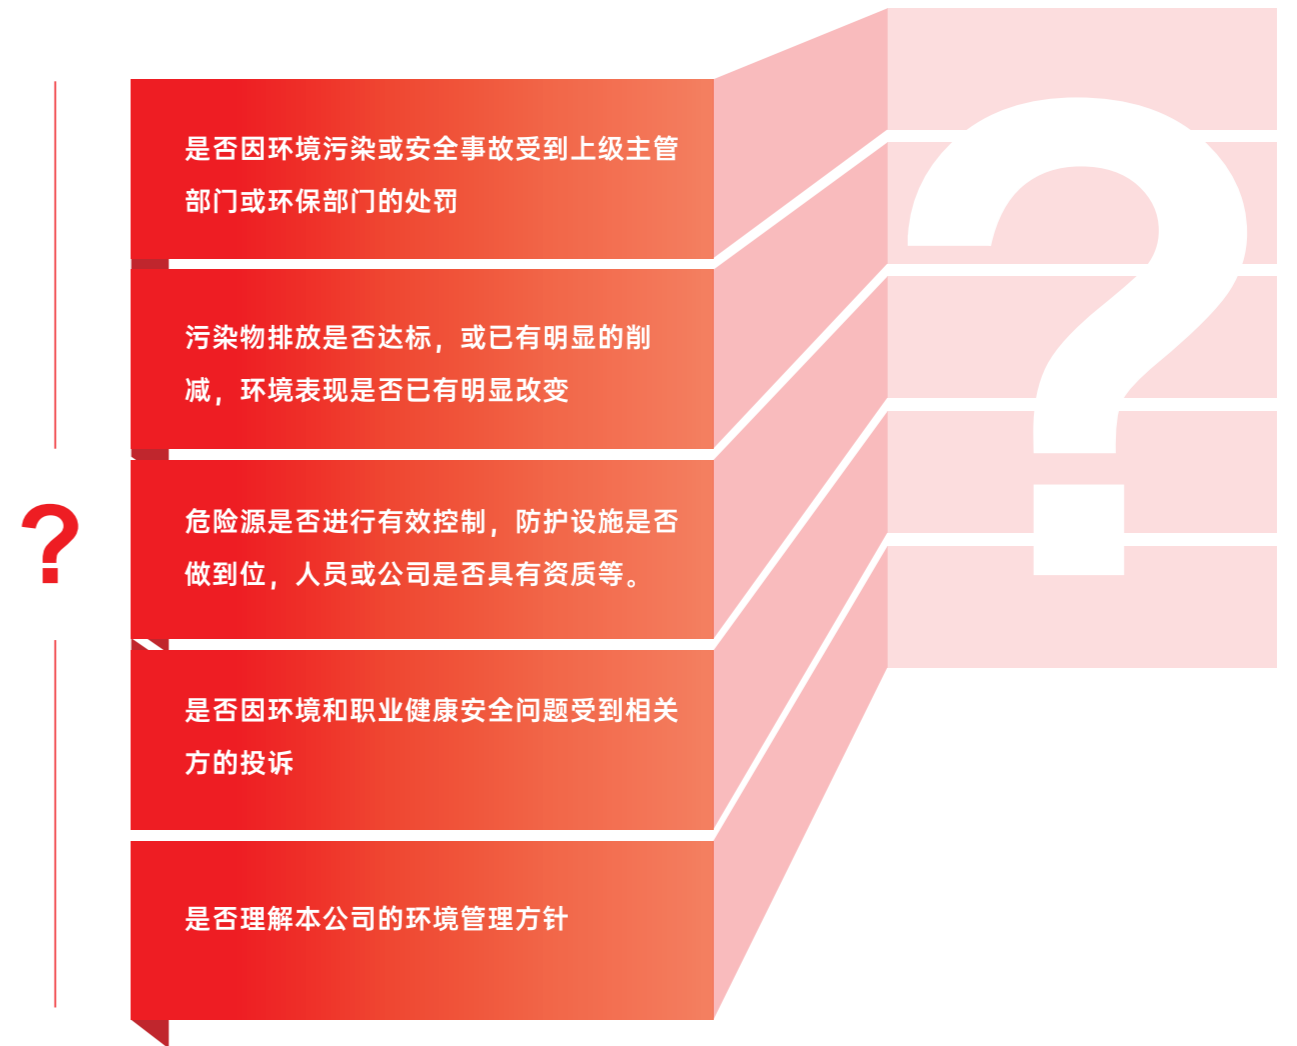 是否因环境污染或安全事故受到上级主管
部门或环保部门的处罚
污染物排放是否达标，或已有明显的削
减，环境表现是否已有明显改变
?
危险源是否进行有效控制，防护设施是否
做到位，人员或公司是否具有资质等。
是否因环境和职业健康安全问题受到相关
方的投诉
是否理解本公司的环境管理方针
?